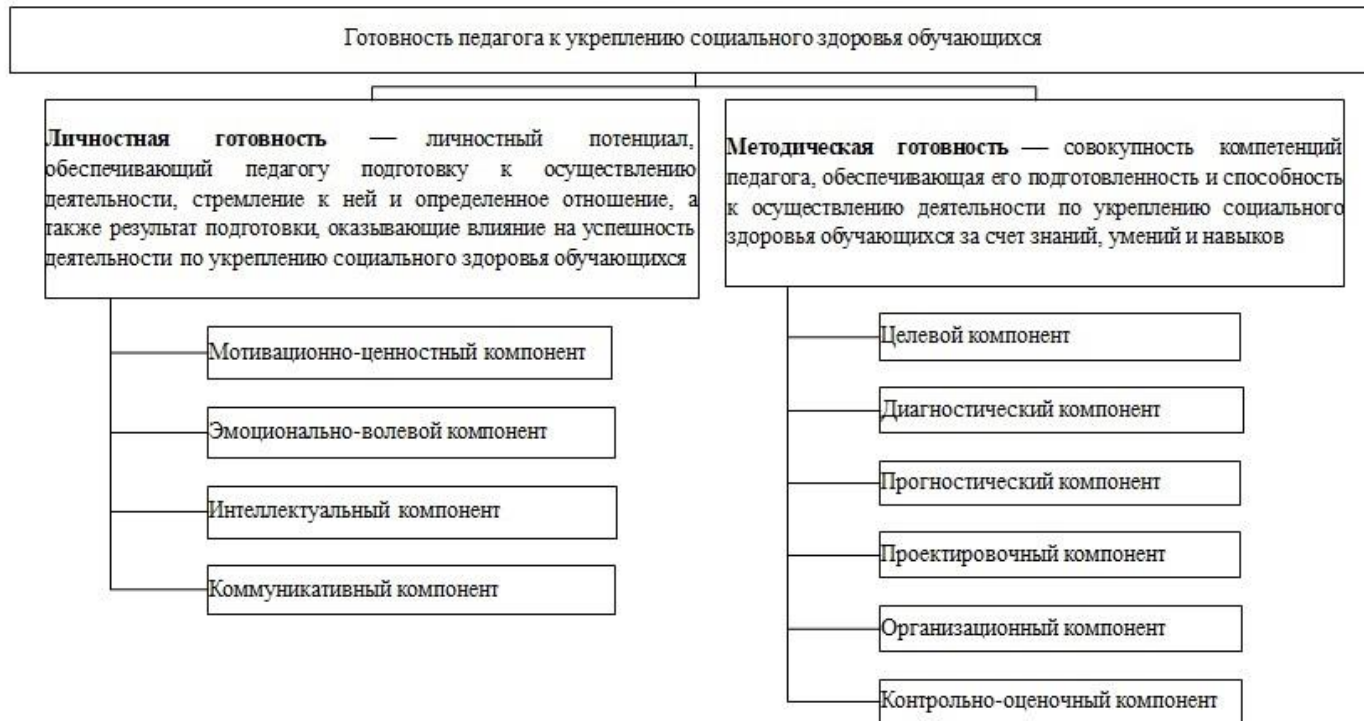 Готовность педагога к укреплению социального здоровья обучающихся
Личностная готовность — личностный потенциал,
обеспечивающий педагогу подготовку к осуществлению
деятельности, стремление к ней и определенное отношение, а
также результат подготовки, оказывающие влияние на успешность
деятельности по укреплению социального здоровья обучающихся
Мотивационно-ценностный компонент
Эмоционально-волевой компонент
Интеллектуальный компонент
Коммуникативный компонент
Методическая готовность — совокупность компетенций
педагога, обеспечивающая его подготовленность и способность
к осуществлению деятельности по укреплению социального
здоровья обучающихся за счет знаний, умений и навыков
Целевой компонент
Диагностический компонент
Прогностический компонент
Проектировочный компонент
Организационный компонент
Контрольно-оценочный компонент